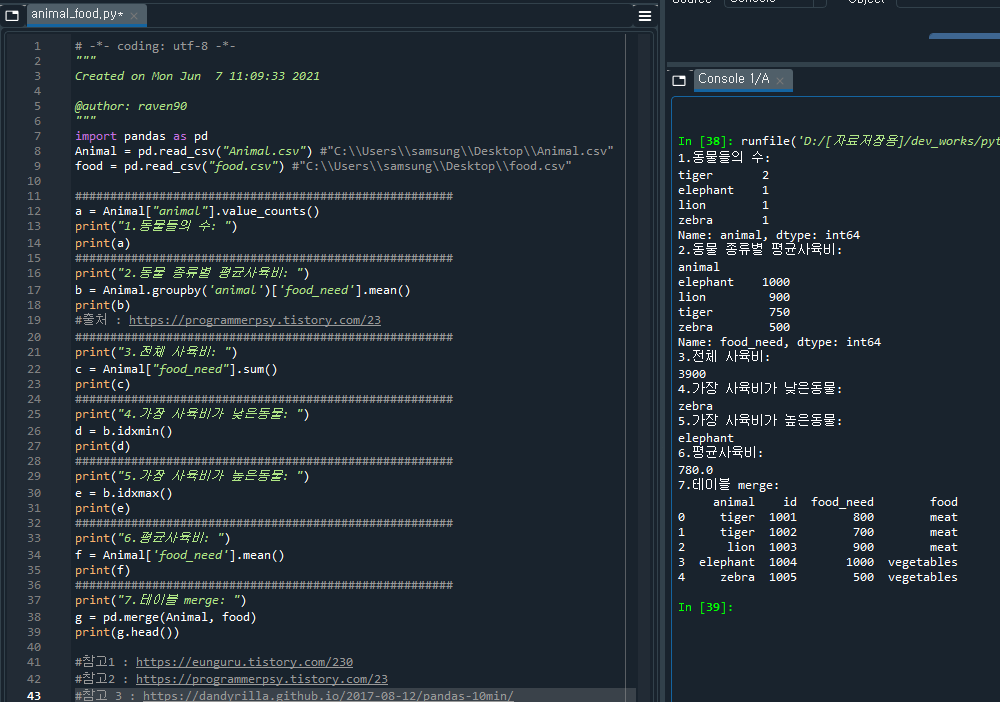 animal_food.py*
1 # -*- coding: utf-8 -*-
2 """
3 Created on Mon Jun  7 11:09:33 2021
4
5 @author: raven90
6 """
7 import pandas as pd
8 Animal = pd.read_csv("Animal.csv") #"C:\\Users\\samsung\\Desktop\\Animal.csv"
9 food = pd.read_csv("food.csv") #"C:\\Users\\samsung\\Desktop\\food.csv"
10
11 ######################################################
12 a = Animal["animal"].value_counts()
13 print("1.동물들의 수: ")
14 print(a)
15 ######################################################
16 print("2.동물 종류별 평균사육비: ")
17 b = Animal.groupby('animal')['food_need'].mean()
18 print(b)
19 #출처 : https://programmerpsy.tistory.com/23
20 ######################################################
21 print("3.전체 사육비: ")
22 c = Animal["food_need"].sum()
23 print(c)
24 ######################################################
25 print("4.가장 사육비가 낮은동물: ")
26 d = b.idxmin()
27 print(d)
28 ######################################################
29 print("5.가장 사육비가 높은동물: ")
30 e = b.idxmax()
31 print(e)
32 ######################################################
33 print("6.평균사육비: ")
34 f = Animal['food_need'].mean()
35 print(f)
36 ######################################################
37 print("7.테이블 merge: ")
38 g = pd.merge(Animal, food)
39 print(g.head())
40
41 #참고1 : https://eunguru.tistory.com/230
42 #참고2 : https://programmerpsy.tistory.com/23
43 #참고 3 : https://dandyrilla.github.io/2017-08-12/pandas-10min/
Source Console Object
Console 1/A
In [38]: runfile('D:/[자료저장용]/dev_works/pyt
1.동물들의 수:
tiger       2
elephant    1
lion        1
zebra       1
Name: animal, dtype: int64
2.동물 종류별 평균사육비:
animal
elephant    1000
lion         900
tiger        750
zebra        500
Name: food_need, dtype: int64
3.전체 사육비:
3900
4.가장 사육비가 낮은동물:
zebra
5.가장 사육비가 높은동물:
elephant
6.평균사육비:
780.0
7.테이블 merge:
     animal    id  food_need        food
0     tiger  1001        800        meat
1     tiger  1002        700        meat
2      lion  1003        900        meat
3  elephant  1004       1000  vegetables
4     zebra  1005        500  vegetables
In [39]: